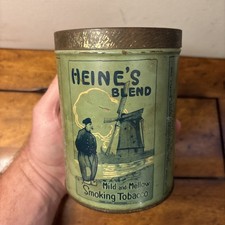 HEINE'S
BLEND
Mild and Mellow
Smoking Tobacco